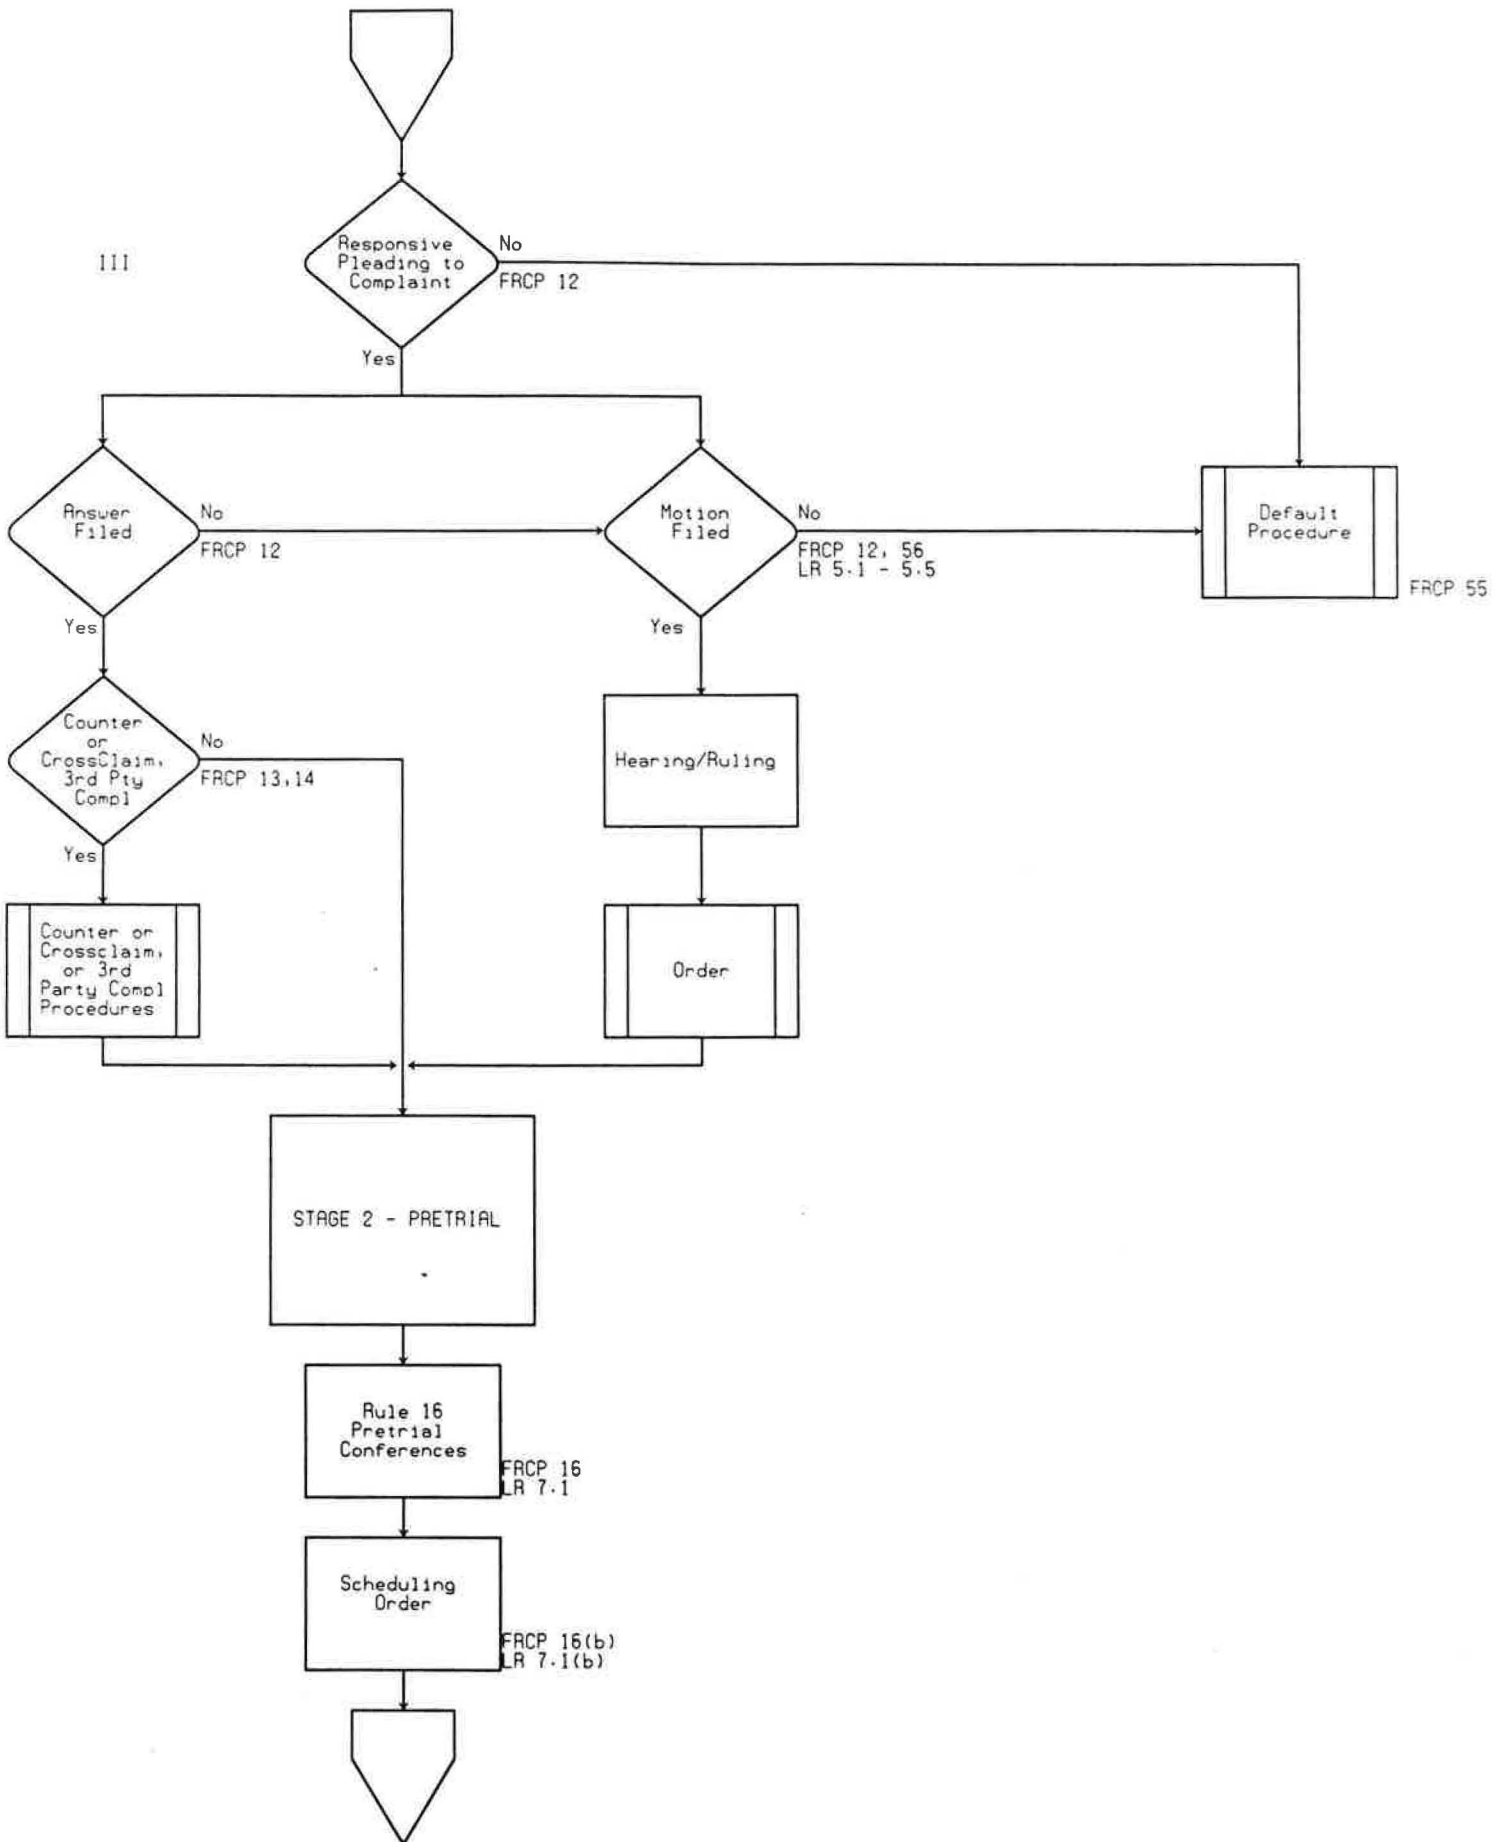 III
Responsive
Pleading to
Complaint
No
FRCP 12
Yes
Answer
Filed
No
FRCP 12
Yes
Motion
Filed
No
FRCP 12, 56
LR 5.1 - 5.5
Yes
Default
Procedure
FRCP 55
Counter
or
CrossClaim,
3rd Pty
Compl
No
FRCP 13,14
Yes
Hearing/Ruling
Counter or
Crossclaim,
or 3rd
Party Compl
Procedures
Order
STAGE 2 - PRETRIAL
Rule 16
Pretrial
Conferences
FRCP 16
LR 7.1
Scheduling
Order
FRCP 16(b)
LR 7.1(b)